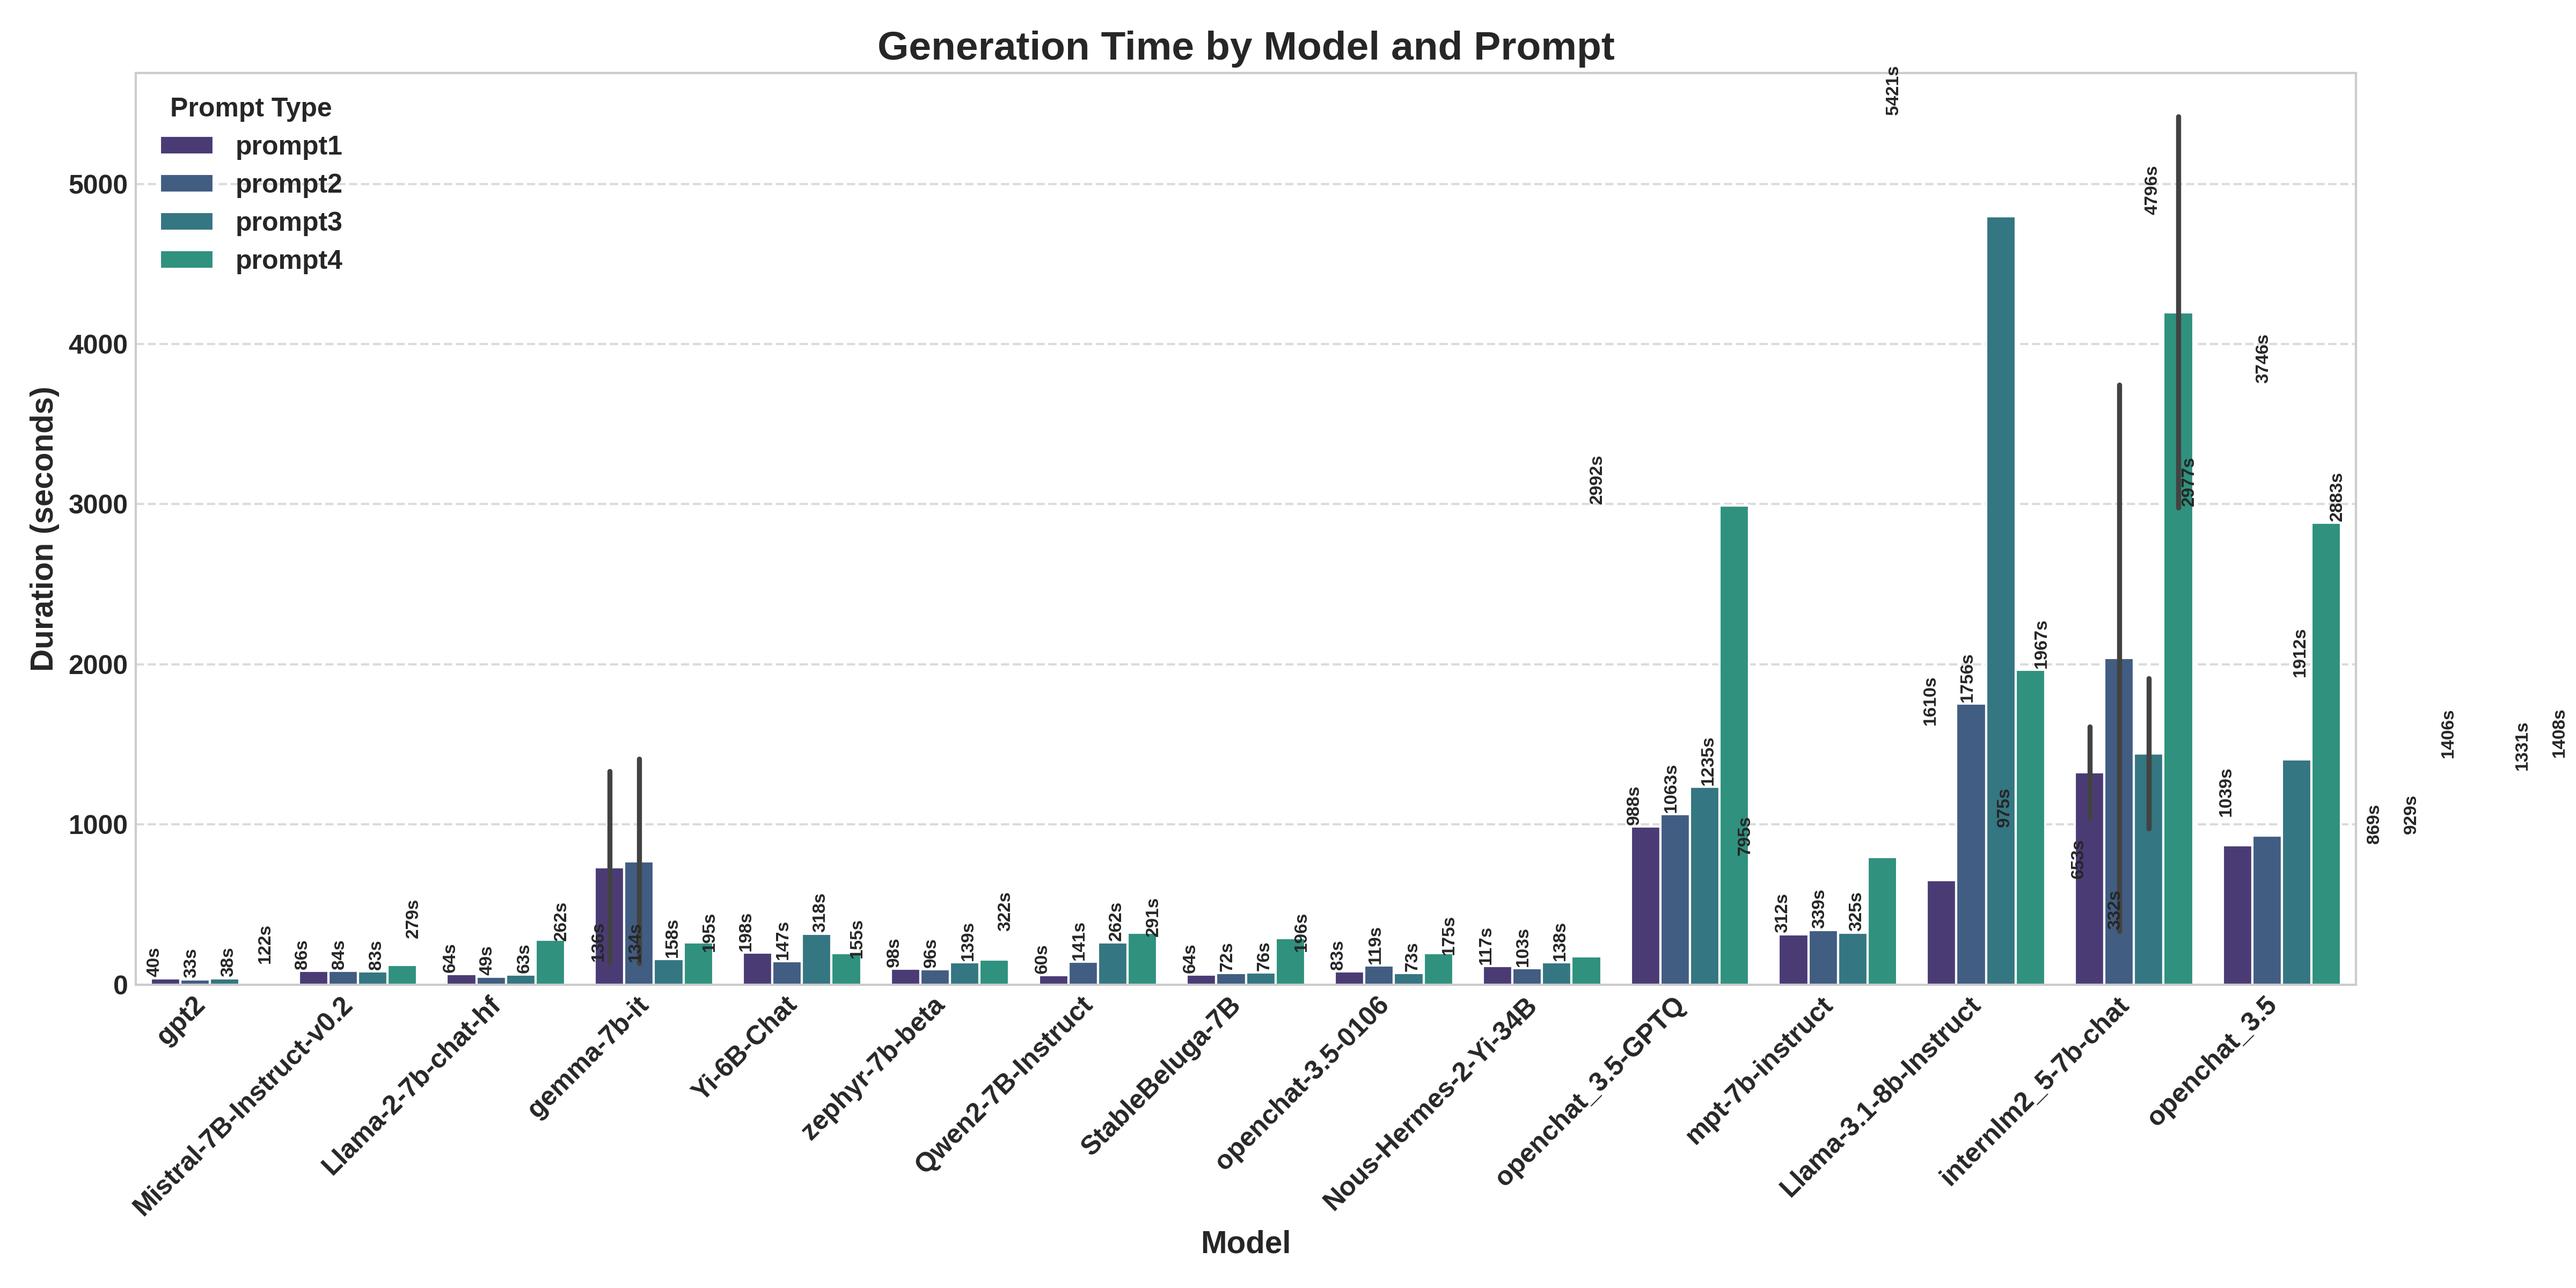 Generation Time by Model and Prompt
Prompt Type
prompt1
prompt2
prompt3
prompt4
Duration (seconds)
5000
4000
3000
2000
1000
0
40s
33s
38s
122s
86s
84s
83s
279s
64s
49s
63s
262s
136s
134s
158s
195s
198s
147s
318s
155s
98s
96s
139s
322s
60s
141s
262s
291s
64s
72s
76s
196s
83s
119s
73s
175s
117s
103s
138s
2992s
988s
1063s
1235s
795s
312s
339s
325s
5421s
1610s
1756s
975s
1967s
653s
332s
4796s
2977s
1039s
3746s
1912s
2883s
869s
929s
1406s
1331s
1408s
gpt2
Mistral-7B-Instruct-v0.2
Llama-2-7b-chat-hf
gemma-7b-it
Yi-6B-Chat
zephyr-7b-beta
Qwen2-7B-Instruct
StableBeluga-7B
openchat-3.5-0106
Nous-Hermes-2-Yi-34B
openchat_3.5-GPTQ
mpt-7b-instruct
Llama-3.1-8b-Instruct
internlm2_5-7b-chat
openchat_3.5
Model